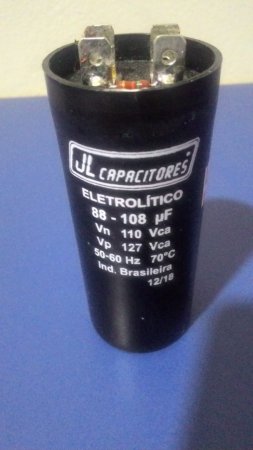 JL CAPACITORES
ELETROLÍTICO
88 - 108 µF
Vn 110 Vca
Vp 127 Vca
50-60 Hz 70°C
Ind. Brasileira
12/18